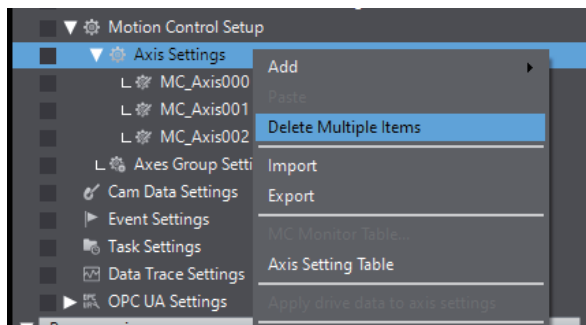 Motion Control Setup
Axis Settings
MC_Axis000
MC_Axis001
MC_Axis002
Axes Group Setti
Cam Data Settings
Event Settings
Task Settings
Data Trace Settings
OPC UA Settings
Add
Paste
Delete Multiple Items
Import
Export
MC Monitor Table...
Axis Setting Table
Apply drive data to axis settings